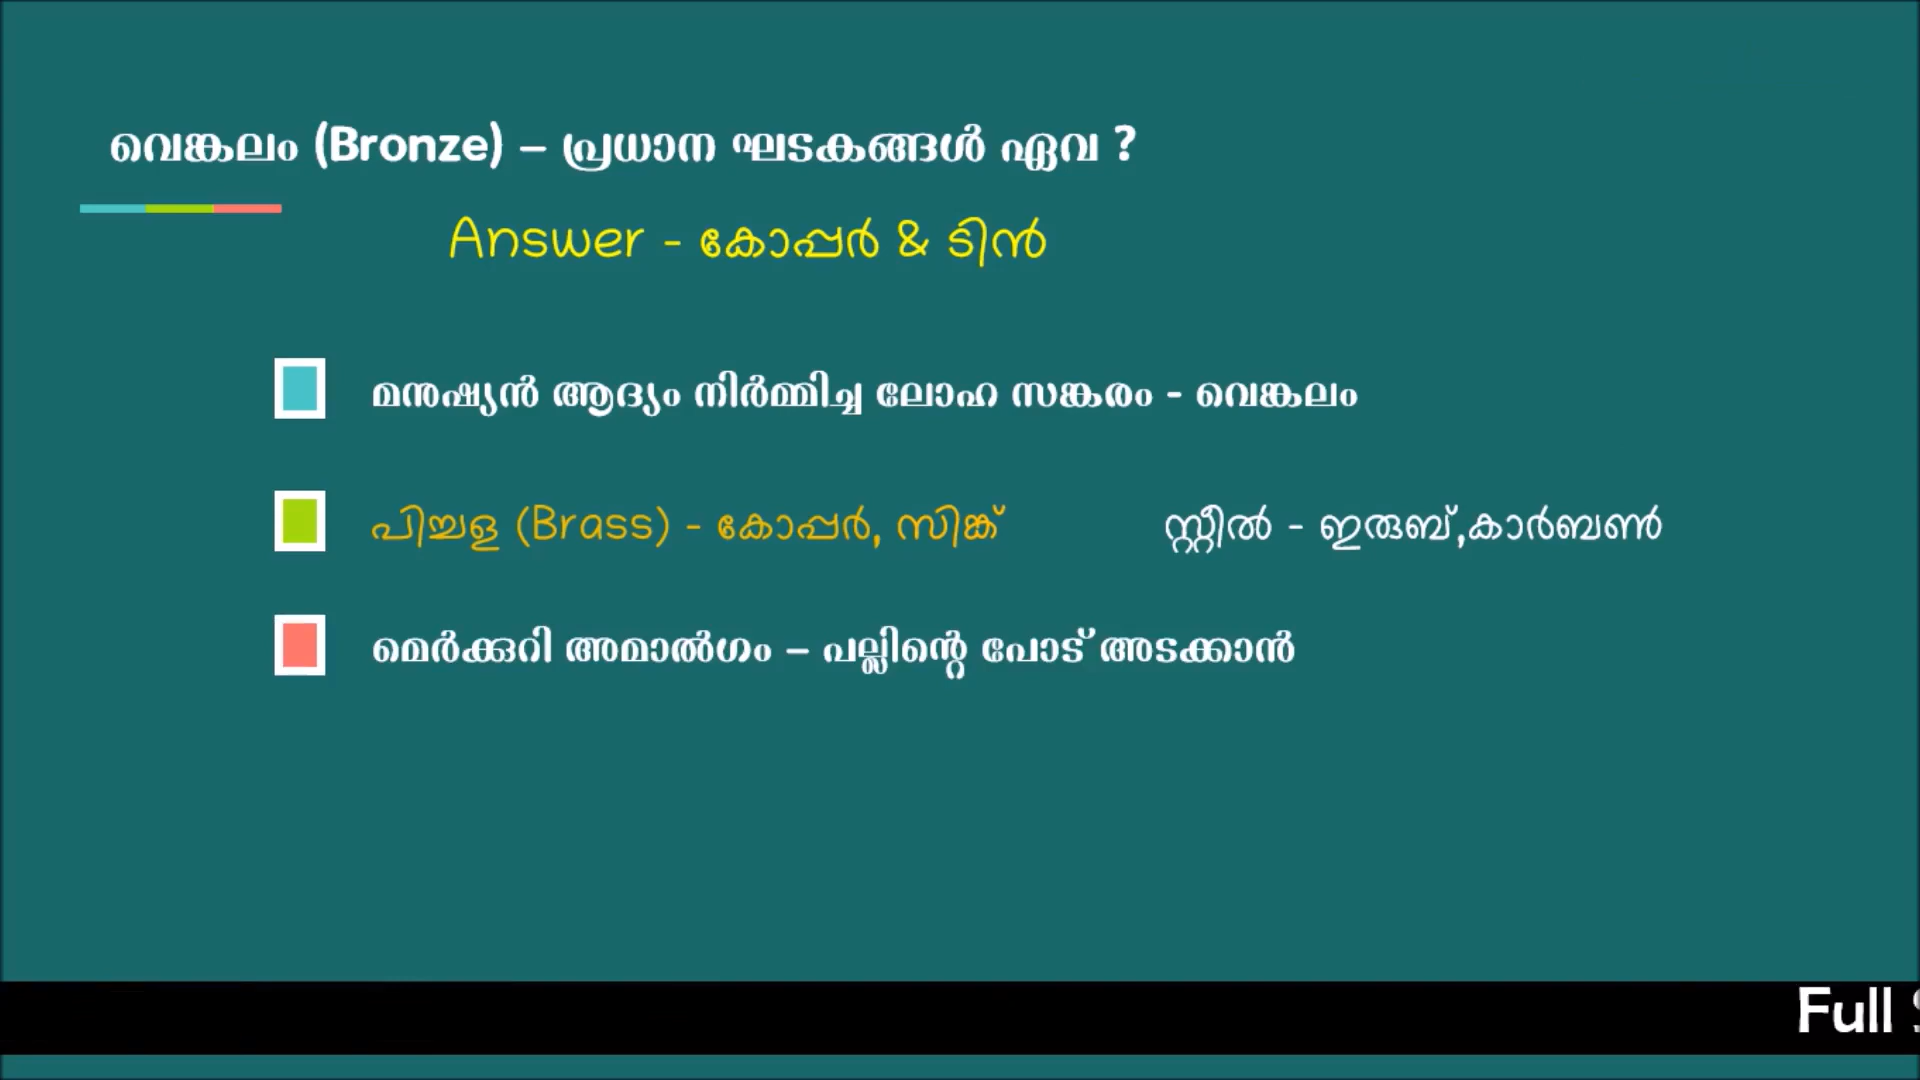 വെങ്കലം (Bronze) – പ്രധാന ഘടകങ്ങൾ ഏവ ?
Answer - കോപ്പർ & ടിൻ
മനുഷ്യൻ ആദ്യം നിർമ്മിച്ച ലോഹ സങ്കരം - വെങ്കലം
പിച്ചള (Brass) - കോപ്പർ, സിങ്ക് സ്റ്റീൽ - ഇരുബ്,കാർബൺ
മെർക്കുറി അമാൽഗം – പല്ലിന്റെ പോട് അടക്കാൻ
Full